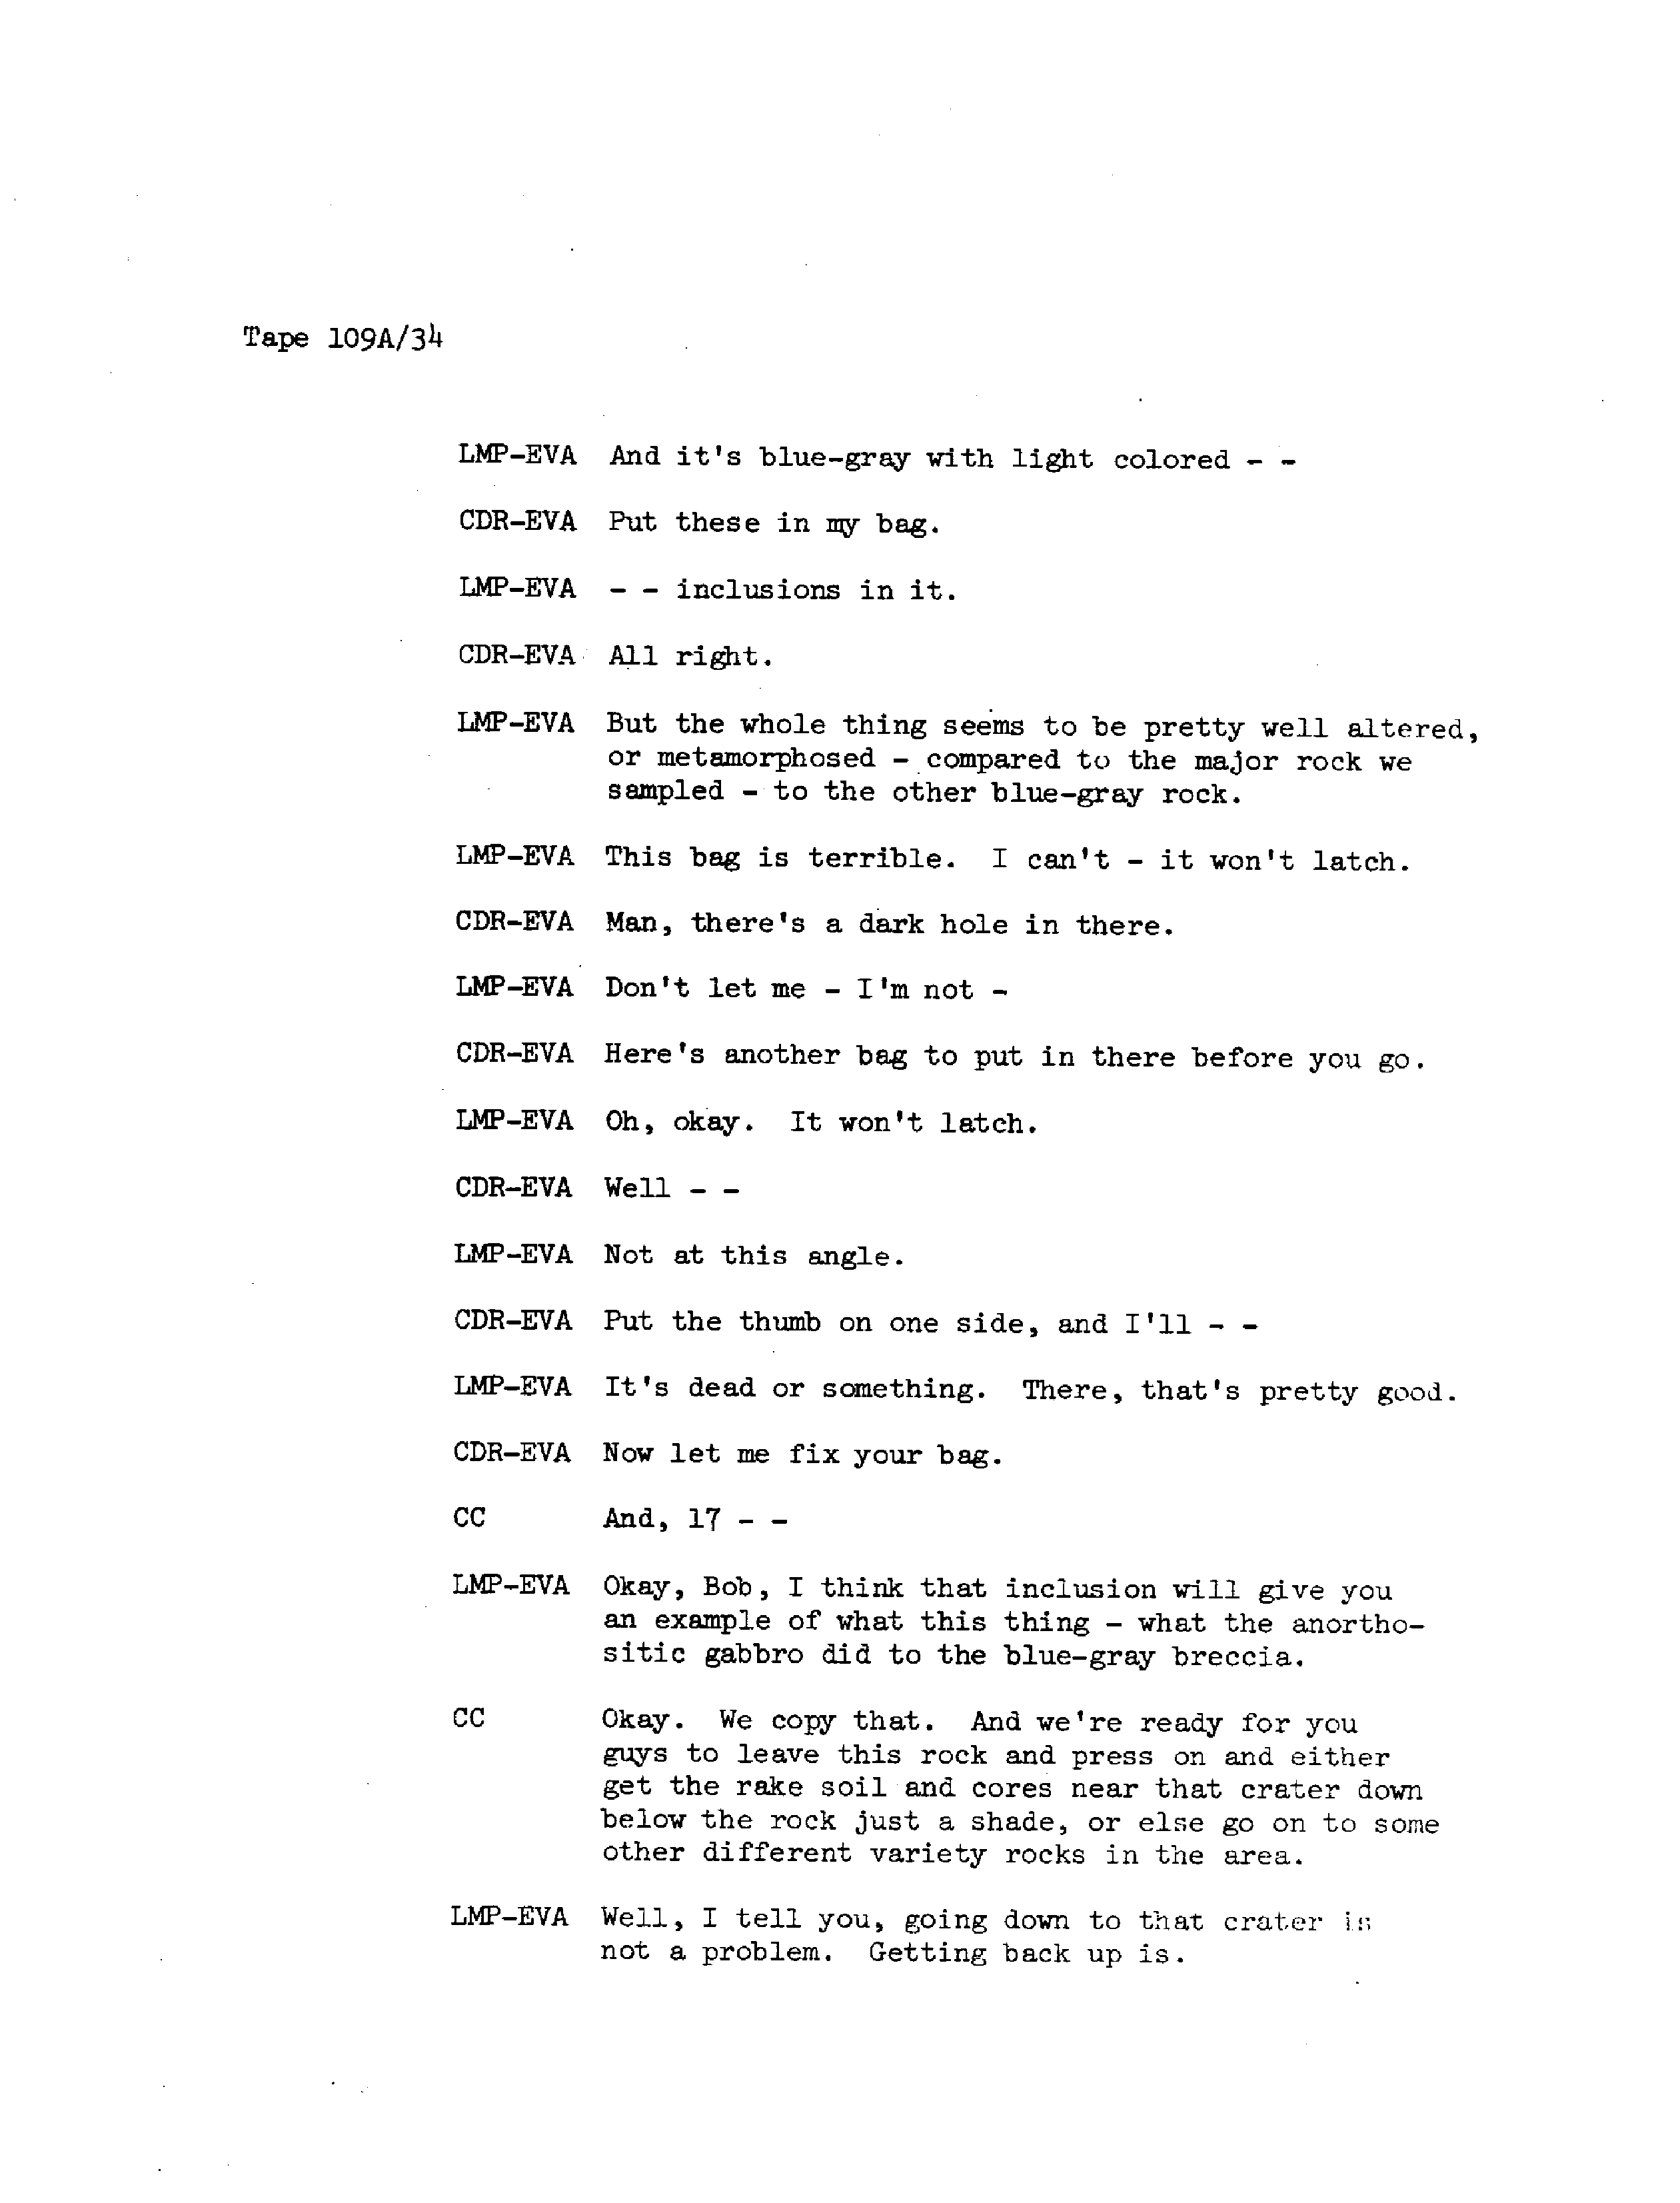 Tape 109A/34
LMP-EVA And it's blue-gray with light colored - -
CDR-EVA Put these in my bag.
LMP-EVA - - inclusions in it.
CDR-EVA All right.
LMP-EVA But the whole thing seems to be pretty well altered,
or metamorphosed - compared to the major rock we
sampled - to the other blue-gray rock.
LMP-EVA This bag is terrible. I can't - it won't latch.
CDR-EVA Man, there's a dark hole in there.
LMP-EVA Don't let me - I'm not -
CDR-EVA Here's another bag to put in there before you go.
LMP-EVA Oh, okay. It won't latch.
CDR-EVA Well - -
LMP-EVA Not at this angle.
CDR-EVA Put the thumb on one side, and I'll - -
LMP-EVA It's dead or something. There, that's pretty good.
CDR-EVA Now let me fix your bag.
CC And, 17 - -
LMP-EVA Okay, Bob, I think that inclusion will give you
an example of what this thing - what the anortho-
sitic gabbro did to the blue-gray breccia.
CC Okay. We copy that. And we're ready for you
guys to leave this rock and press on and either
get the rake soil and cores near that crater down
below the rock just a shade, or else go on to some
other different variety rocks in the area.
LMP-EVA Well, I tell you, going down to that crater is
not a problem. Getting back up is.